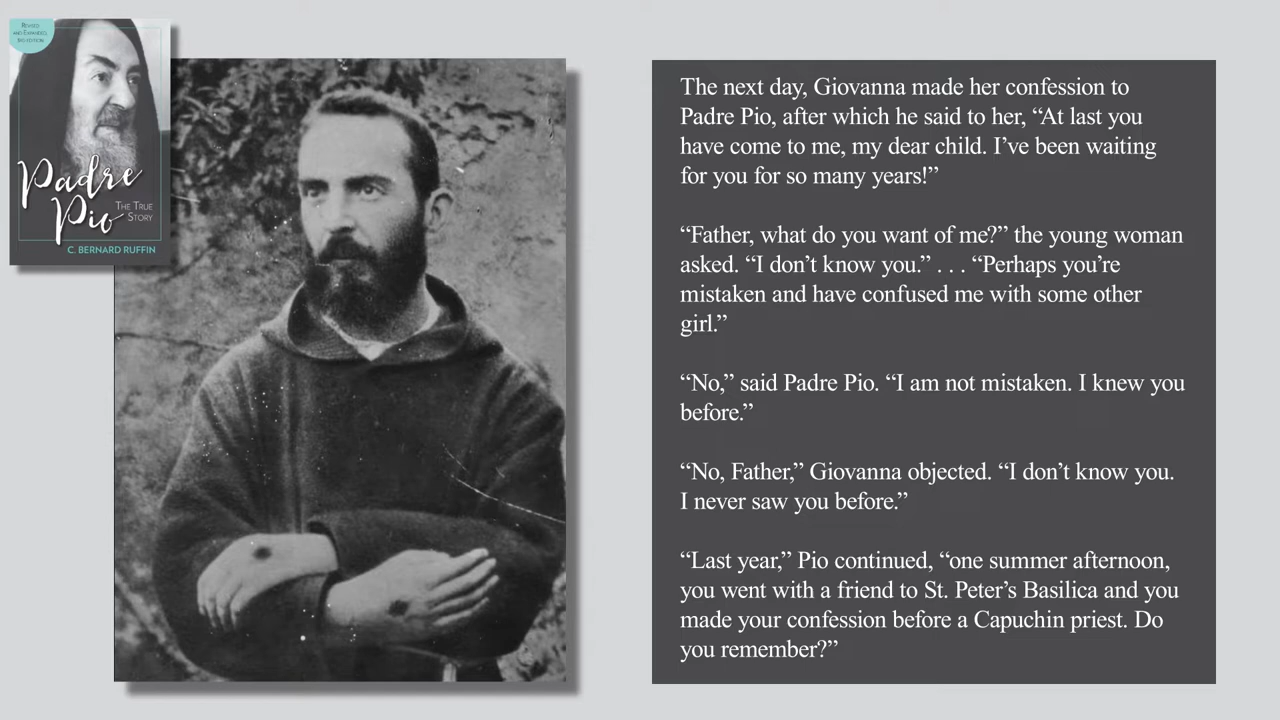 REVISED
AND EXPANDED,
3RD EDITION
Padre
Pio
THE TRUE
STORY
C. BERNARD RUFFIN
The next day, Giovanna made her confession to
Padre Pio, after which he said to her, “At last you
have come to me, my dear child. I’ve been waiting
for you for so many years!”
“Father, what do you want of me?” the young woman
asked. “I don’t know you.” . . . “Perhaps you’re
mistaken and have confused me with some other
girl.”
“No,” said Padre Pio. “I am not mistaken. I knew you
before.”
“No, Father,” Giovanna objected. “I don’t know you.
I never saw you before.”
“Last year,” Pio continued, “one summer afternoon,
you went with a friend to St. Peter’s Basilica and you
made your confession before a Capuchin priest. Do
you remember?”